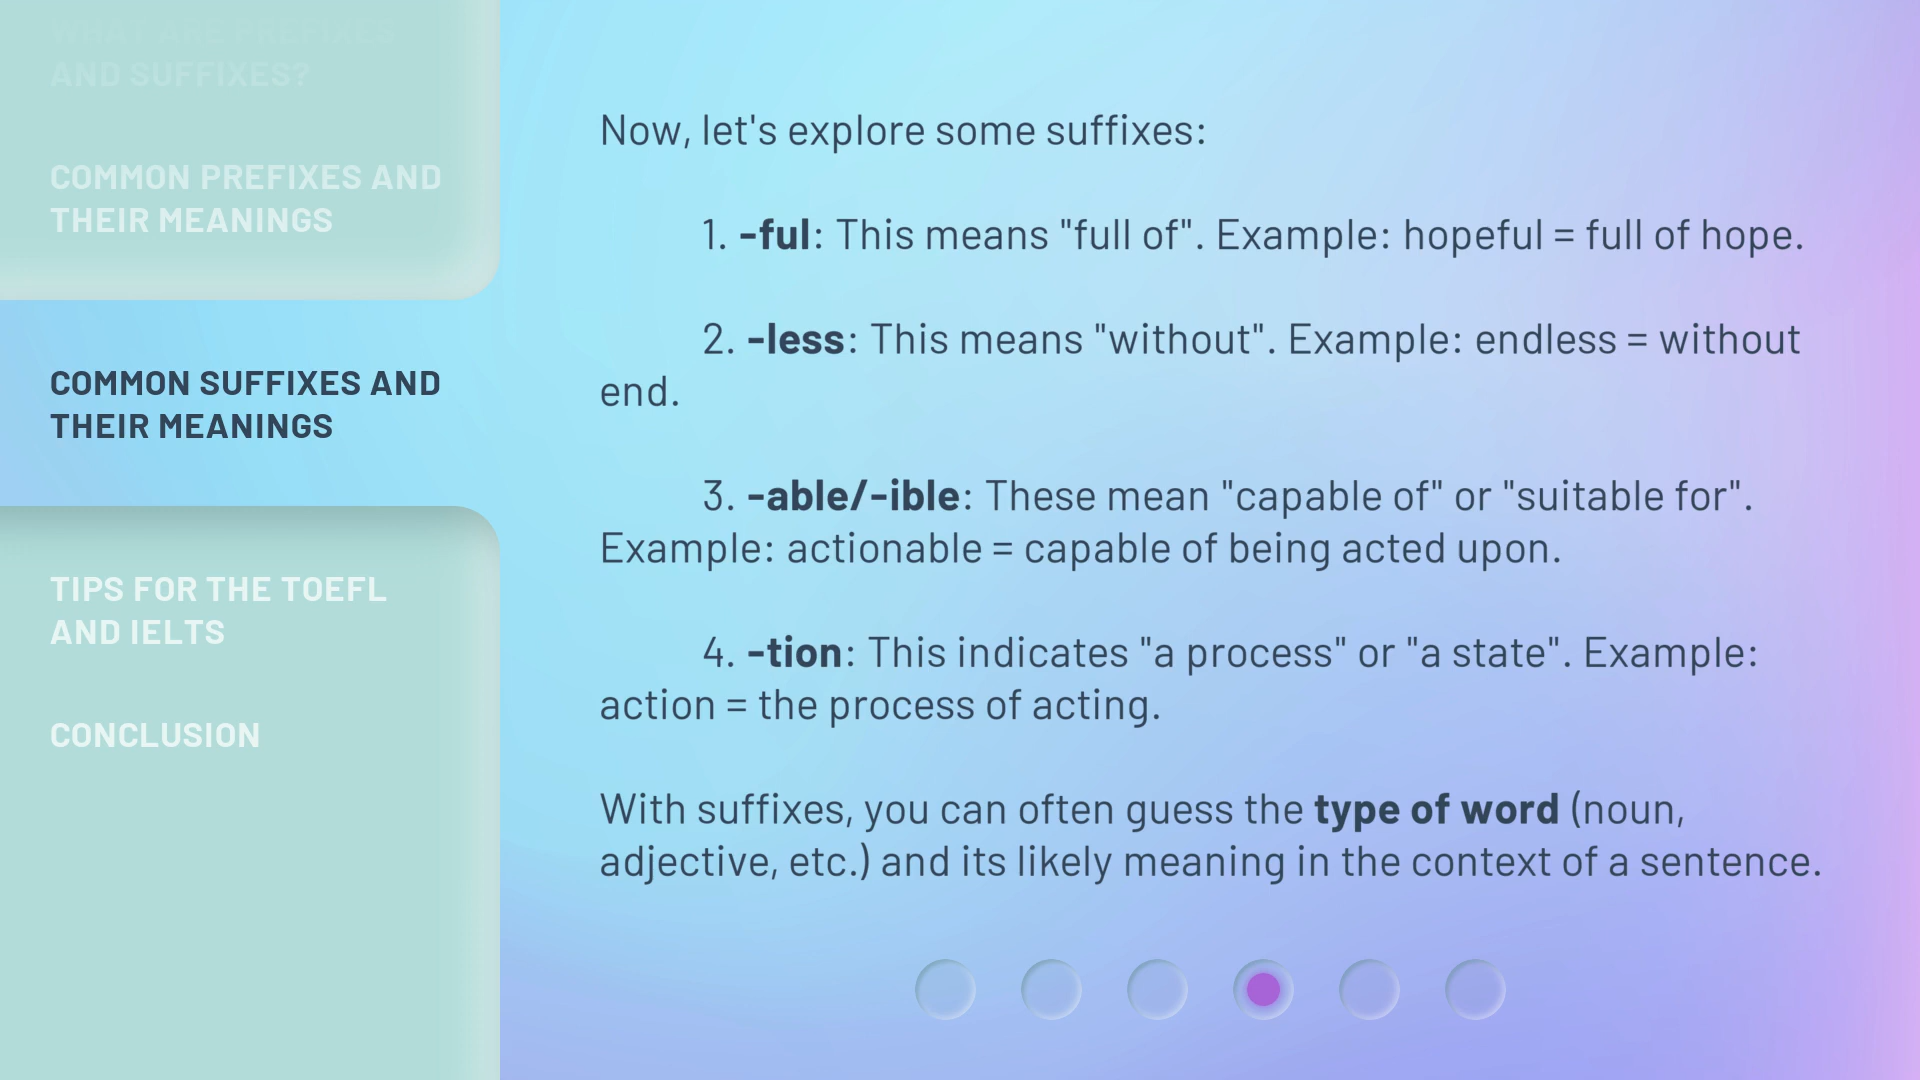 WHAT ARE PREFIXES
AND SUFFIXES?
COMMON PREFIXES AND
THEIR MEANINGS
COMMON SUFFIXES AND
THEIR MEANINGS
TIPS FOR THE TOEFL
AND IELTS
CONCLUSION
Now, let's explore some suffixes:
1. -ful: This means "full of". Example: hopeful = full of hope.
2. -less: This means "without". Example: endless = without
end.
3. -able/-ible: These mean "capable of" or "suitable for".
Example: actionable = capable of being acted upon.
4. -tion: This indicates "a process" or "a state". Example:
action = the process of acting.
With suffixes, you can often guess the type of word (noun,
adjective, etc.) and its likely meaning in the context of a sentence.